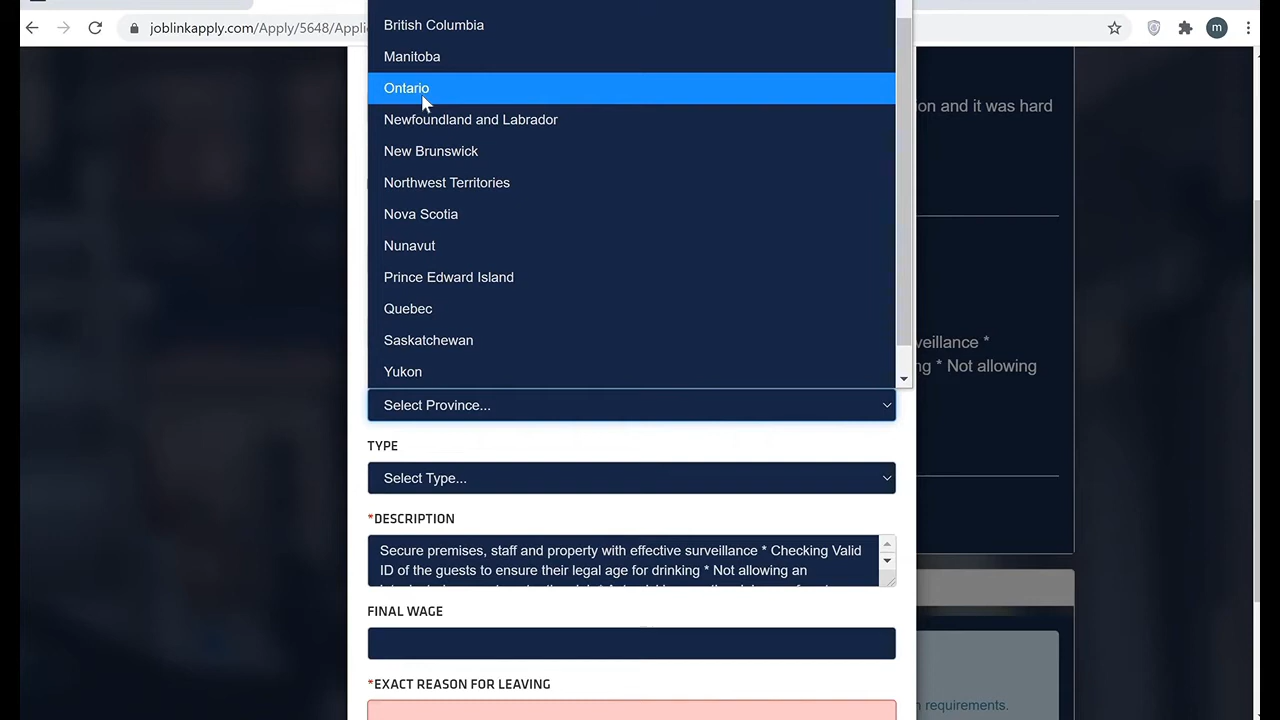 joblinkapply.com/Apply/5648/Applic
m
British Columbia
Manitoba
Ontario
on and it was hard
Newfoundland and Labrador
New Brunswick
Northwest Territories
Nova Scotia
Nunavut
Prince Edward Island
Quebec
Saskatchewan
veillance *
ng * Not allowing
Yukon
Select Province...
TYPE
Select Type...
*DESCRIPTION
Secure premises, staff and property with effective surveillance * Checking Valid
ID of the guests to ensure their legal age for drinking * Not allowing an
FINAL WAGE
*EXACT REASON FOR LEAVING
requirements.